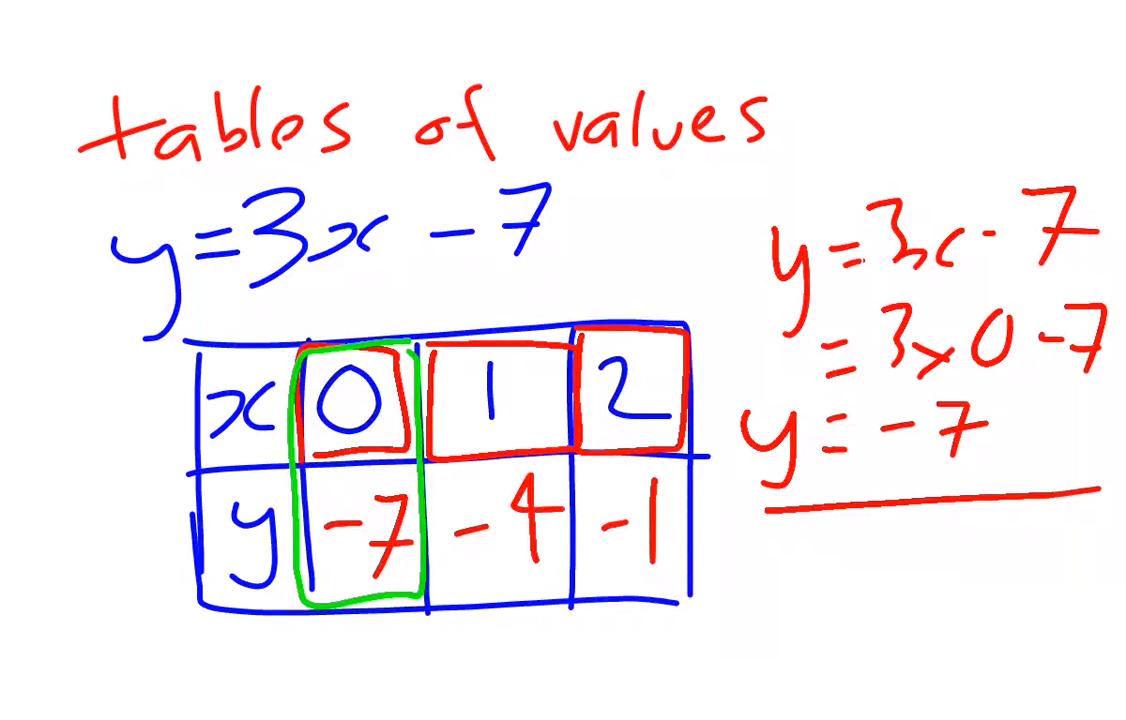 tables of values
y = 3x - 7
x 0 1 2
y -7 -4 -1
y = 3x - 7
= 3 × 0 - 7
y = -7